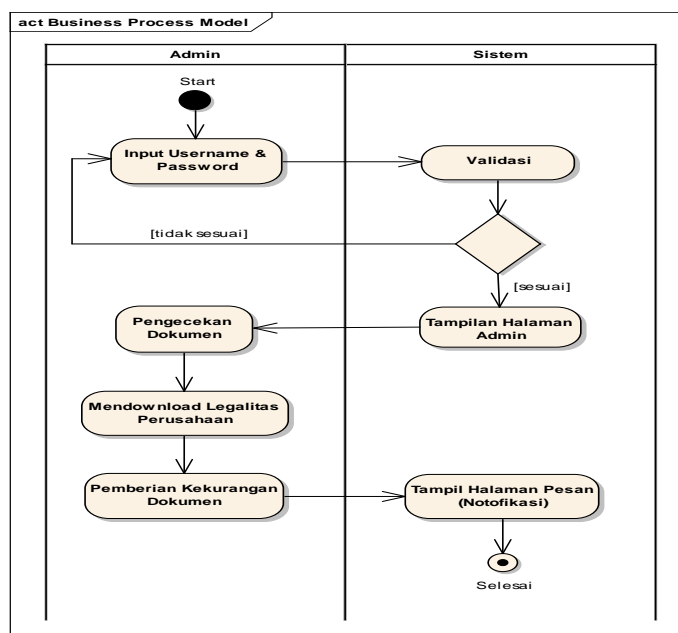 act Business Process Model
Admin
Sistem
Start
Input Username &
Password
Validasi
[tidak sesuai]
[sesuai]
Pengecekan
Dokumen
Tampilan Halaman
Admin
Mendownload Legalitas
Perusahaan
Pemberian Kekurangan
Dokumen
Tampil Halaman Pesan
(Notofikasi)
Selesai